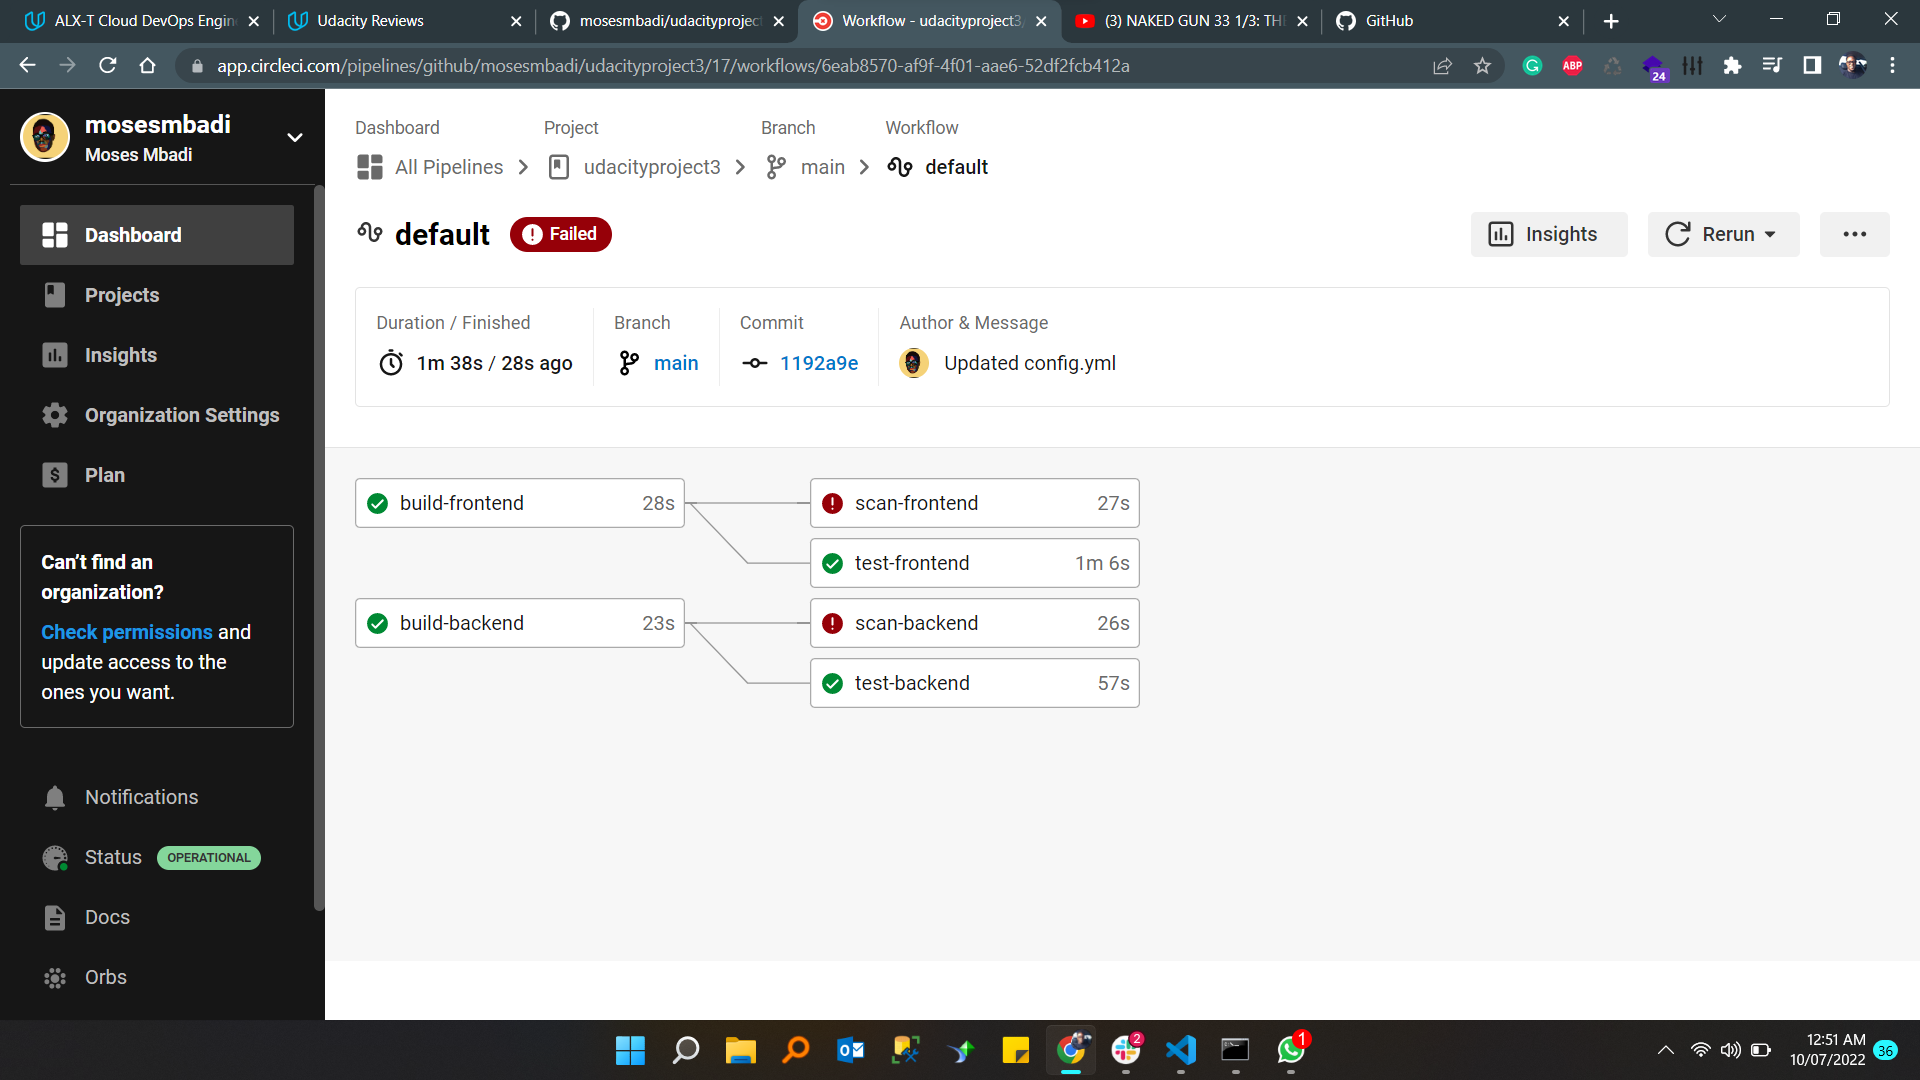 ALX-T Cloud DevOps Engin
Udacity Reviews
mosesmbadi/udacityproject
Workflow - udacityproject3
(3) NAKED GUN 33 1/3: TH
GitHub
app.circleci.com/pipelines/github/mosesmbadi/udacityproject3/17/workflows/6eab8570-af9f-4f01-aae6-52df2fcb412a
ABP
24
mosesmbadi
Moses Mbadi
Dashboard
Projects
Insights
Organization Settings
Plan
Can't find an
organization?
Check permissions and
update access to the
ones you want.
Notifications
Status OPERATIONAL
Docs
Orbs
Dashboard Project Branch Workflow
All Pipelines udacityproject3 main default
default Failed
Insights
Rerun
Duration / Finished
1m 38s / 28s ago
Branch
main
Commit
1192a9e
Author & Message
Updated config.yml
build-frontend 28s
scan-frontend 27s
test-frontend 1m 6s
build-backend 23s
scan-backend 26s
test-backend 57s
2
1
12:51 AM
10/07/2022
36